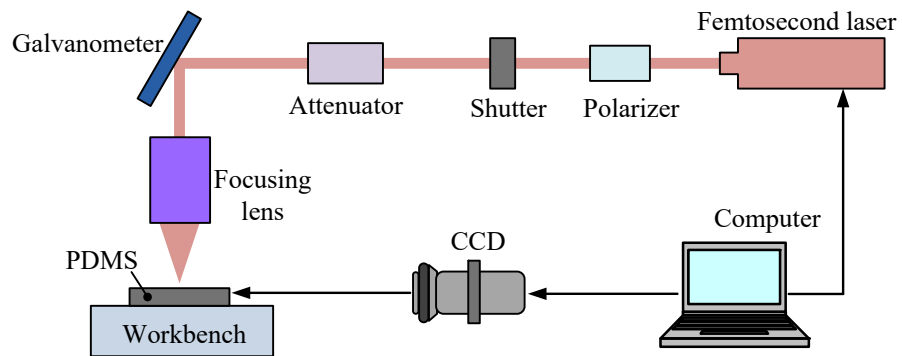 Femtosecond laser
Galvanometer
Attenuator
Shutter
Polarizer
Focusing
lens
Computer
CCD
PDMS
Workbench